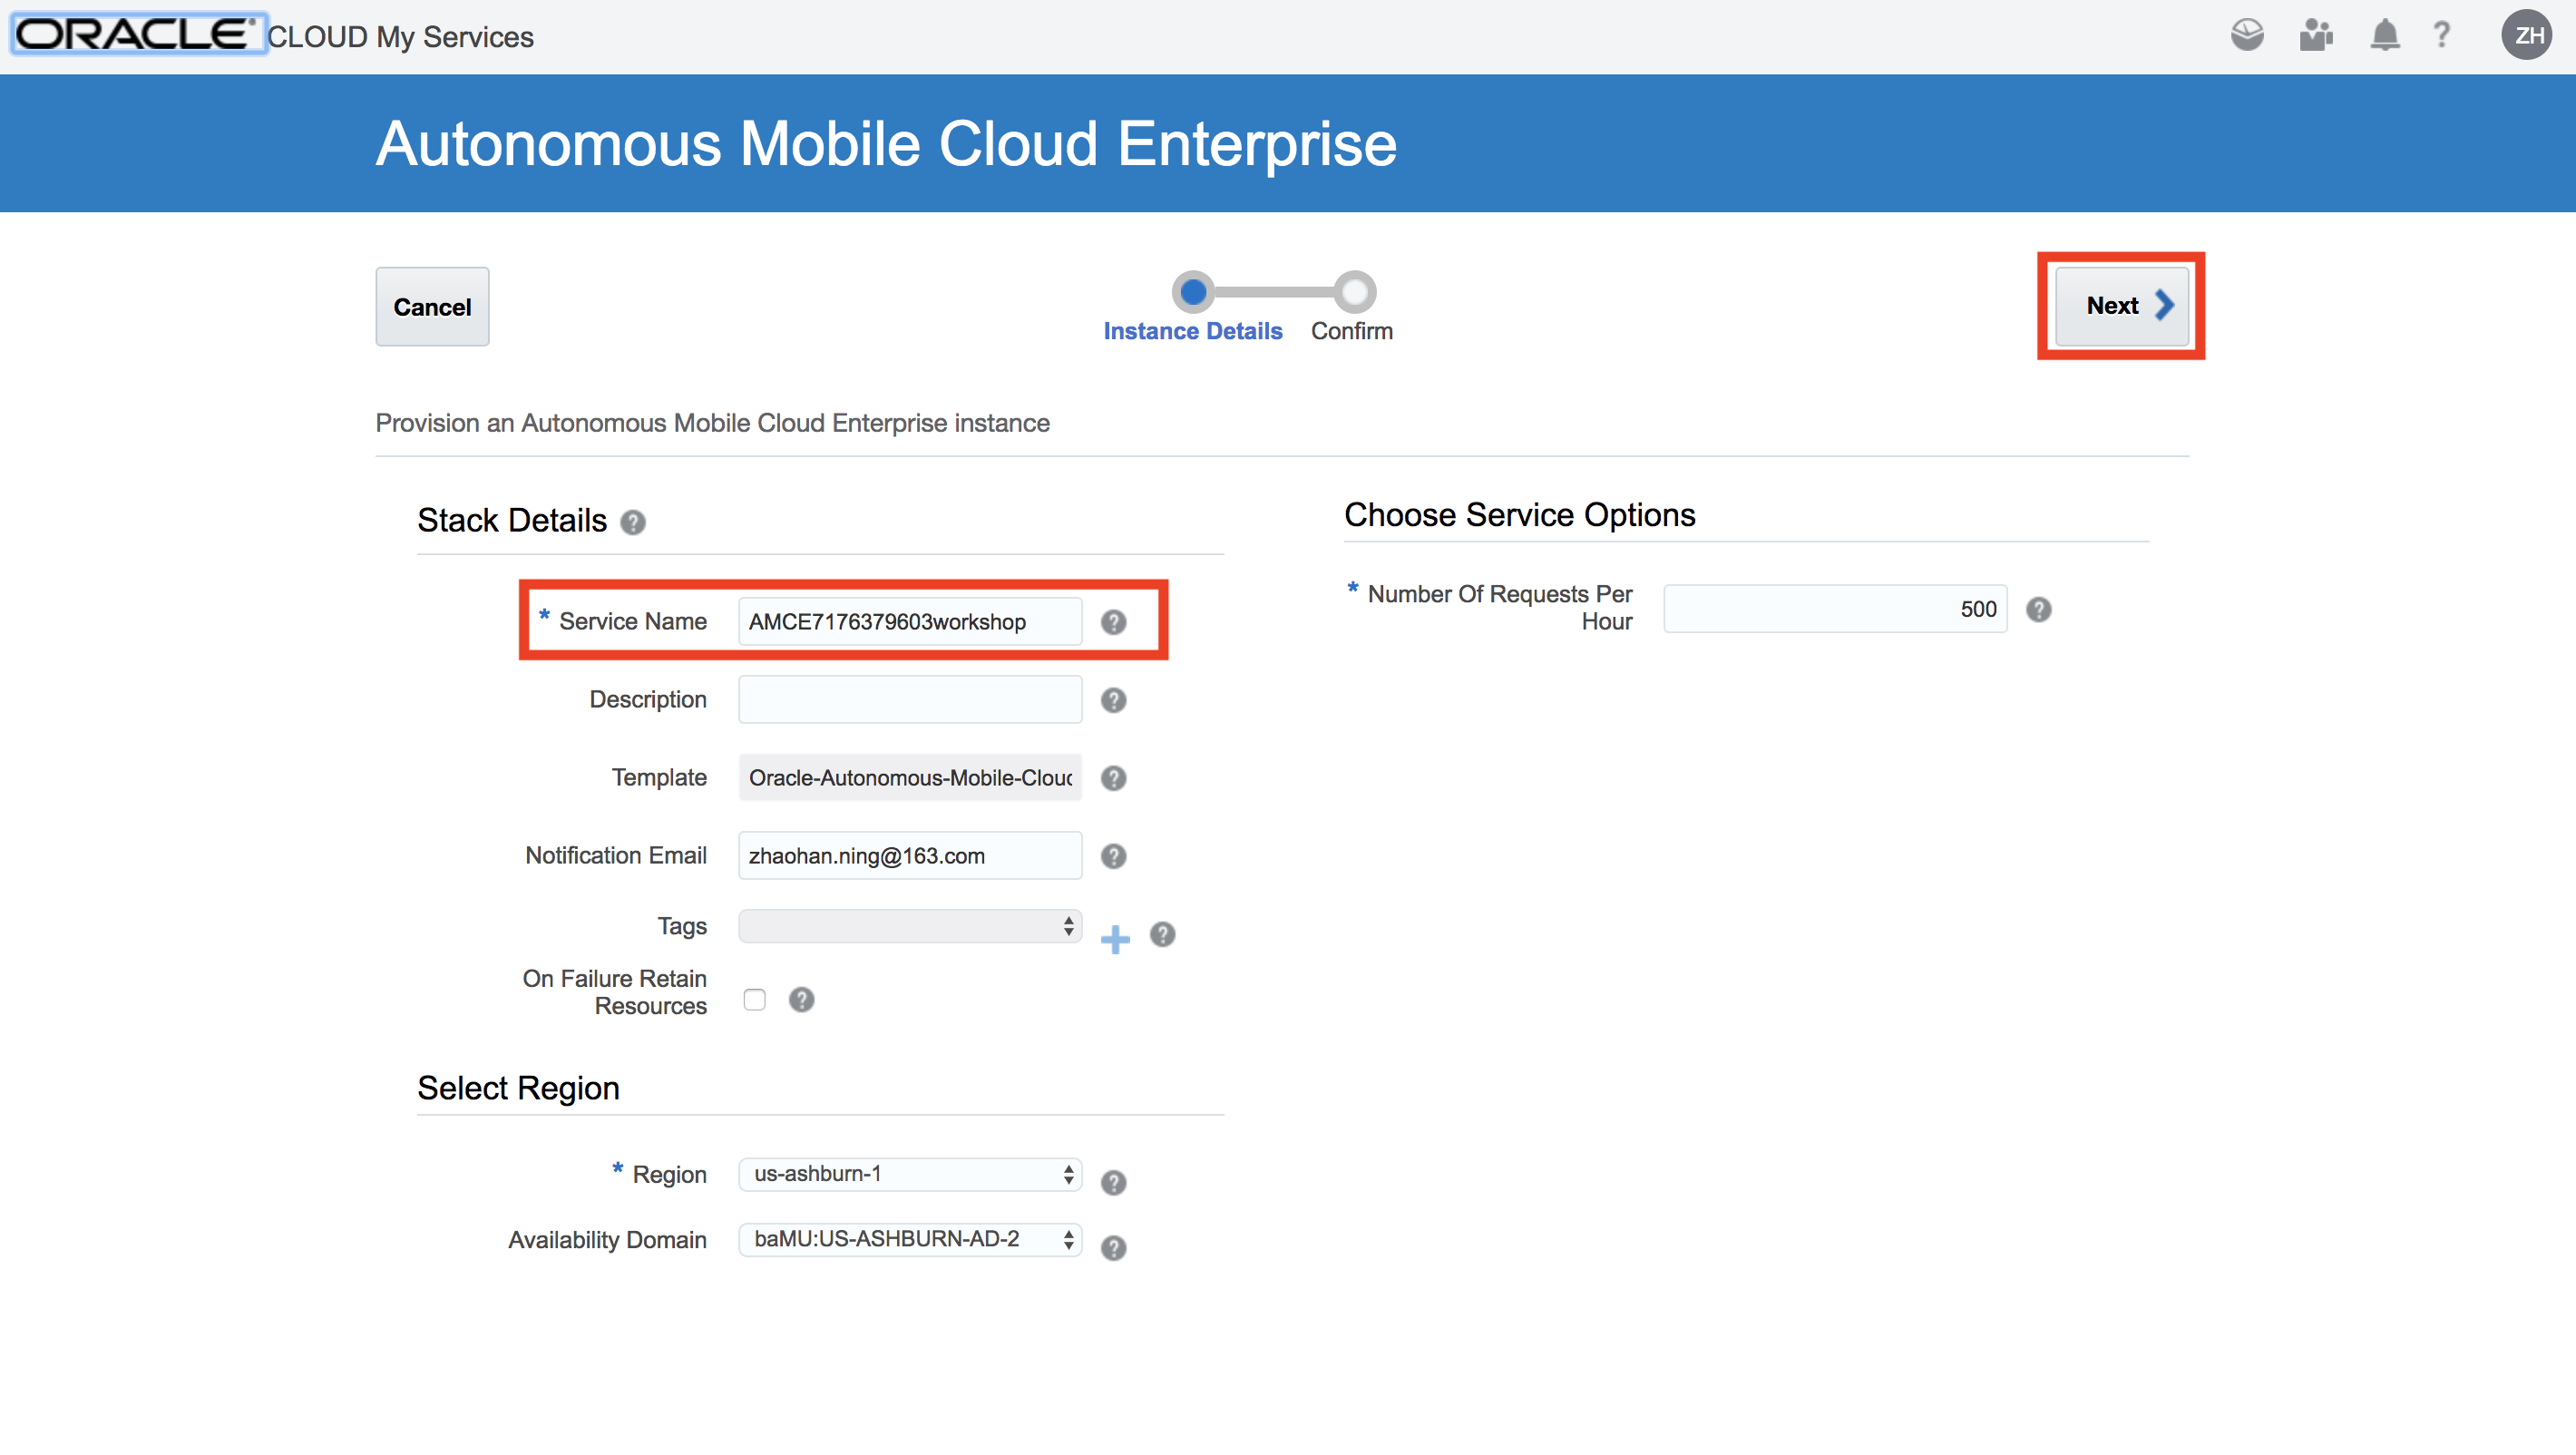 ORACLE CLOUD My Services
ZH
Autonomous Mobile Cloud Enterprise
Cancel
Instance Details
Confirm
Next
Provision an Autonomous Mobile Cloud Enterprise instance
Stack Details
* Service Name AMCE7176379603workshop
Description
Template Oracle-Autonomous-Mobile-Clouc
Notification Email zhaohan.ning@163.com
Tags
On Failure Retain
Resources
Select Region
* Region us-ashburn-1
Availability Domain baMU:US-ASHBURN-AD-2
Choose Service Options
* Number Of Requests Per
Hour 500